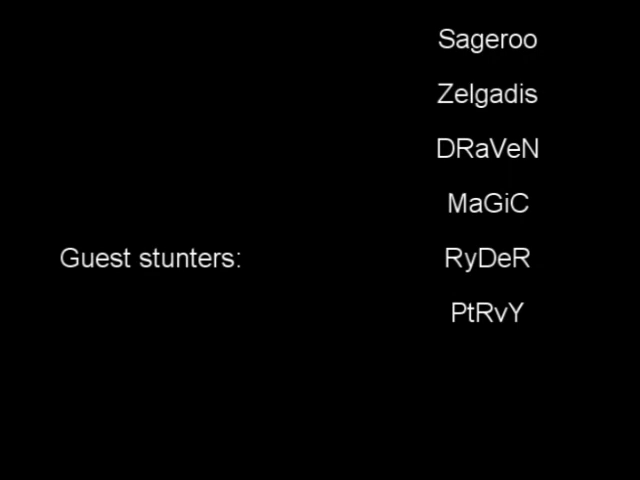 Sageroo
Zelgadis
DRaVeN
MaGiC
Guest stunters: RyDeR
PtRvY